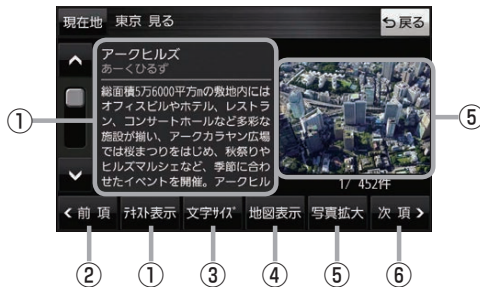 現在地 東京 見る
戻る
アークヒルズ
あーくひるず
総面積5万6000平方mの敷地内には
オフィスビルやホテル、レストラ
ン、コンサートホールなど多彩な
施設が揃い、アークカラヤン広場
では桜まつりをはじめ、秋祭りや
ヒルズマルシェなど、季節に合わ
せたイベントを開催。アークヒル
1/ 452件
前 項 テキスト表示 文字サイズ 地図表示 写真拡大 次 項
① ⑤
② ① ③ ④ ⑤ ⑥